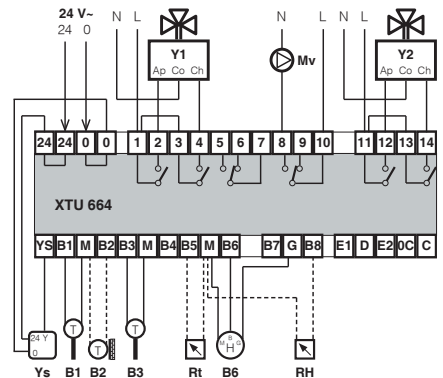 24 V~
24 0
N L
N L
N L
Y1
Ap Co Ch
Mv
Y2
Ap Co Ch
24 24 0 0
1 2 3 4 5 6 7 8 9 10
11 12 13 14
XTU 664
YS B1 M B2 B3 M B4 B5 M B6 B7 G B8 E1 D E2 0C C
24 Y
0
T
T
T
M B G
H
Ys B1 B2 B3 Rt B6 RH